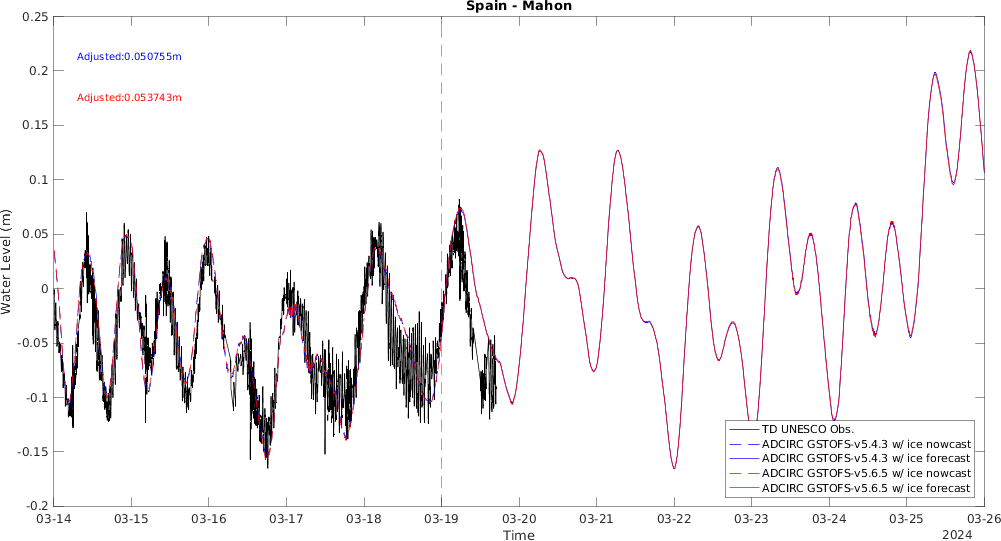 Spain - Mahon
0.25
0.2
0.15
0.1
0.05
0
-0.05
-0.1
-0.15
-0.2
Water Level (m)
Adjusted:0.050755m
Adjusted:0.053743m
TD UNESCO Obs.
ADCIRC GSTOFS-v5.4.3 w/ ice nowcast
ADCIRC GSTOFS-v5.4.3 w/ ice forecast
ADCIRC GSTOFS-v5.6.5 w/ ice nowcast
ADCIRC GSTOFS-v5.6.5 w/ ice forecast
03-14 03-15 03-16 03-17 03-18 03-19 03-20 03-21 03-22 03-23 03-24 03-25 03-26
Time
2024